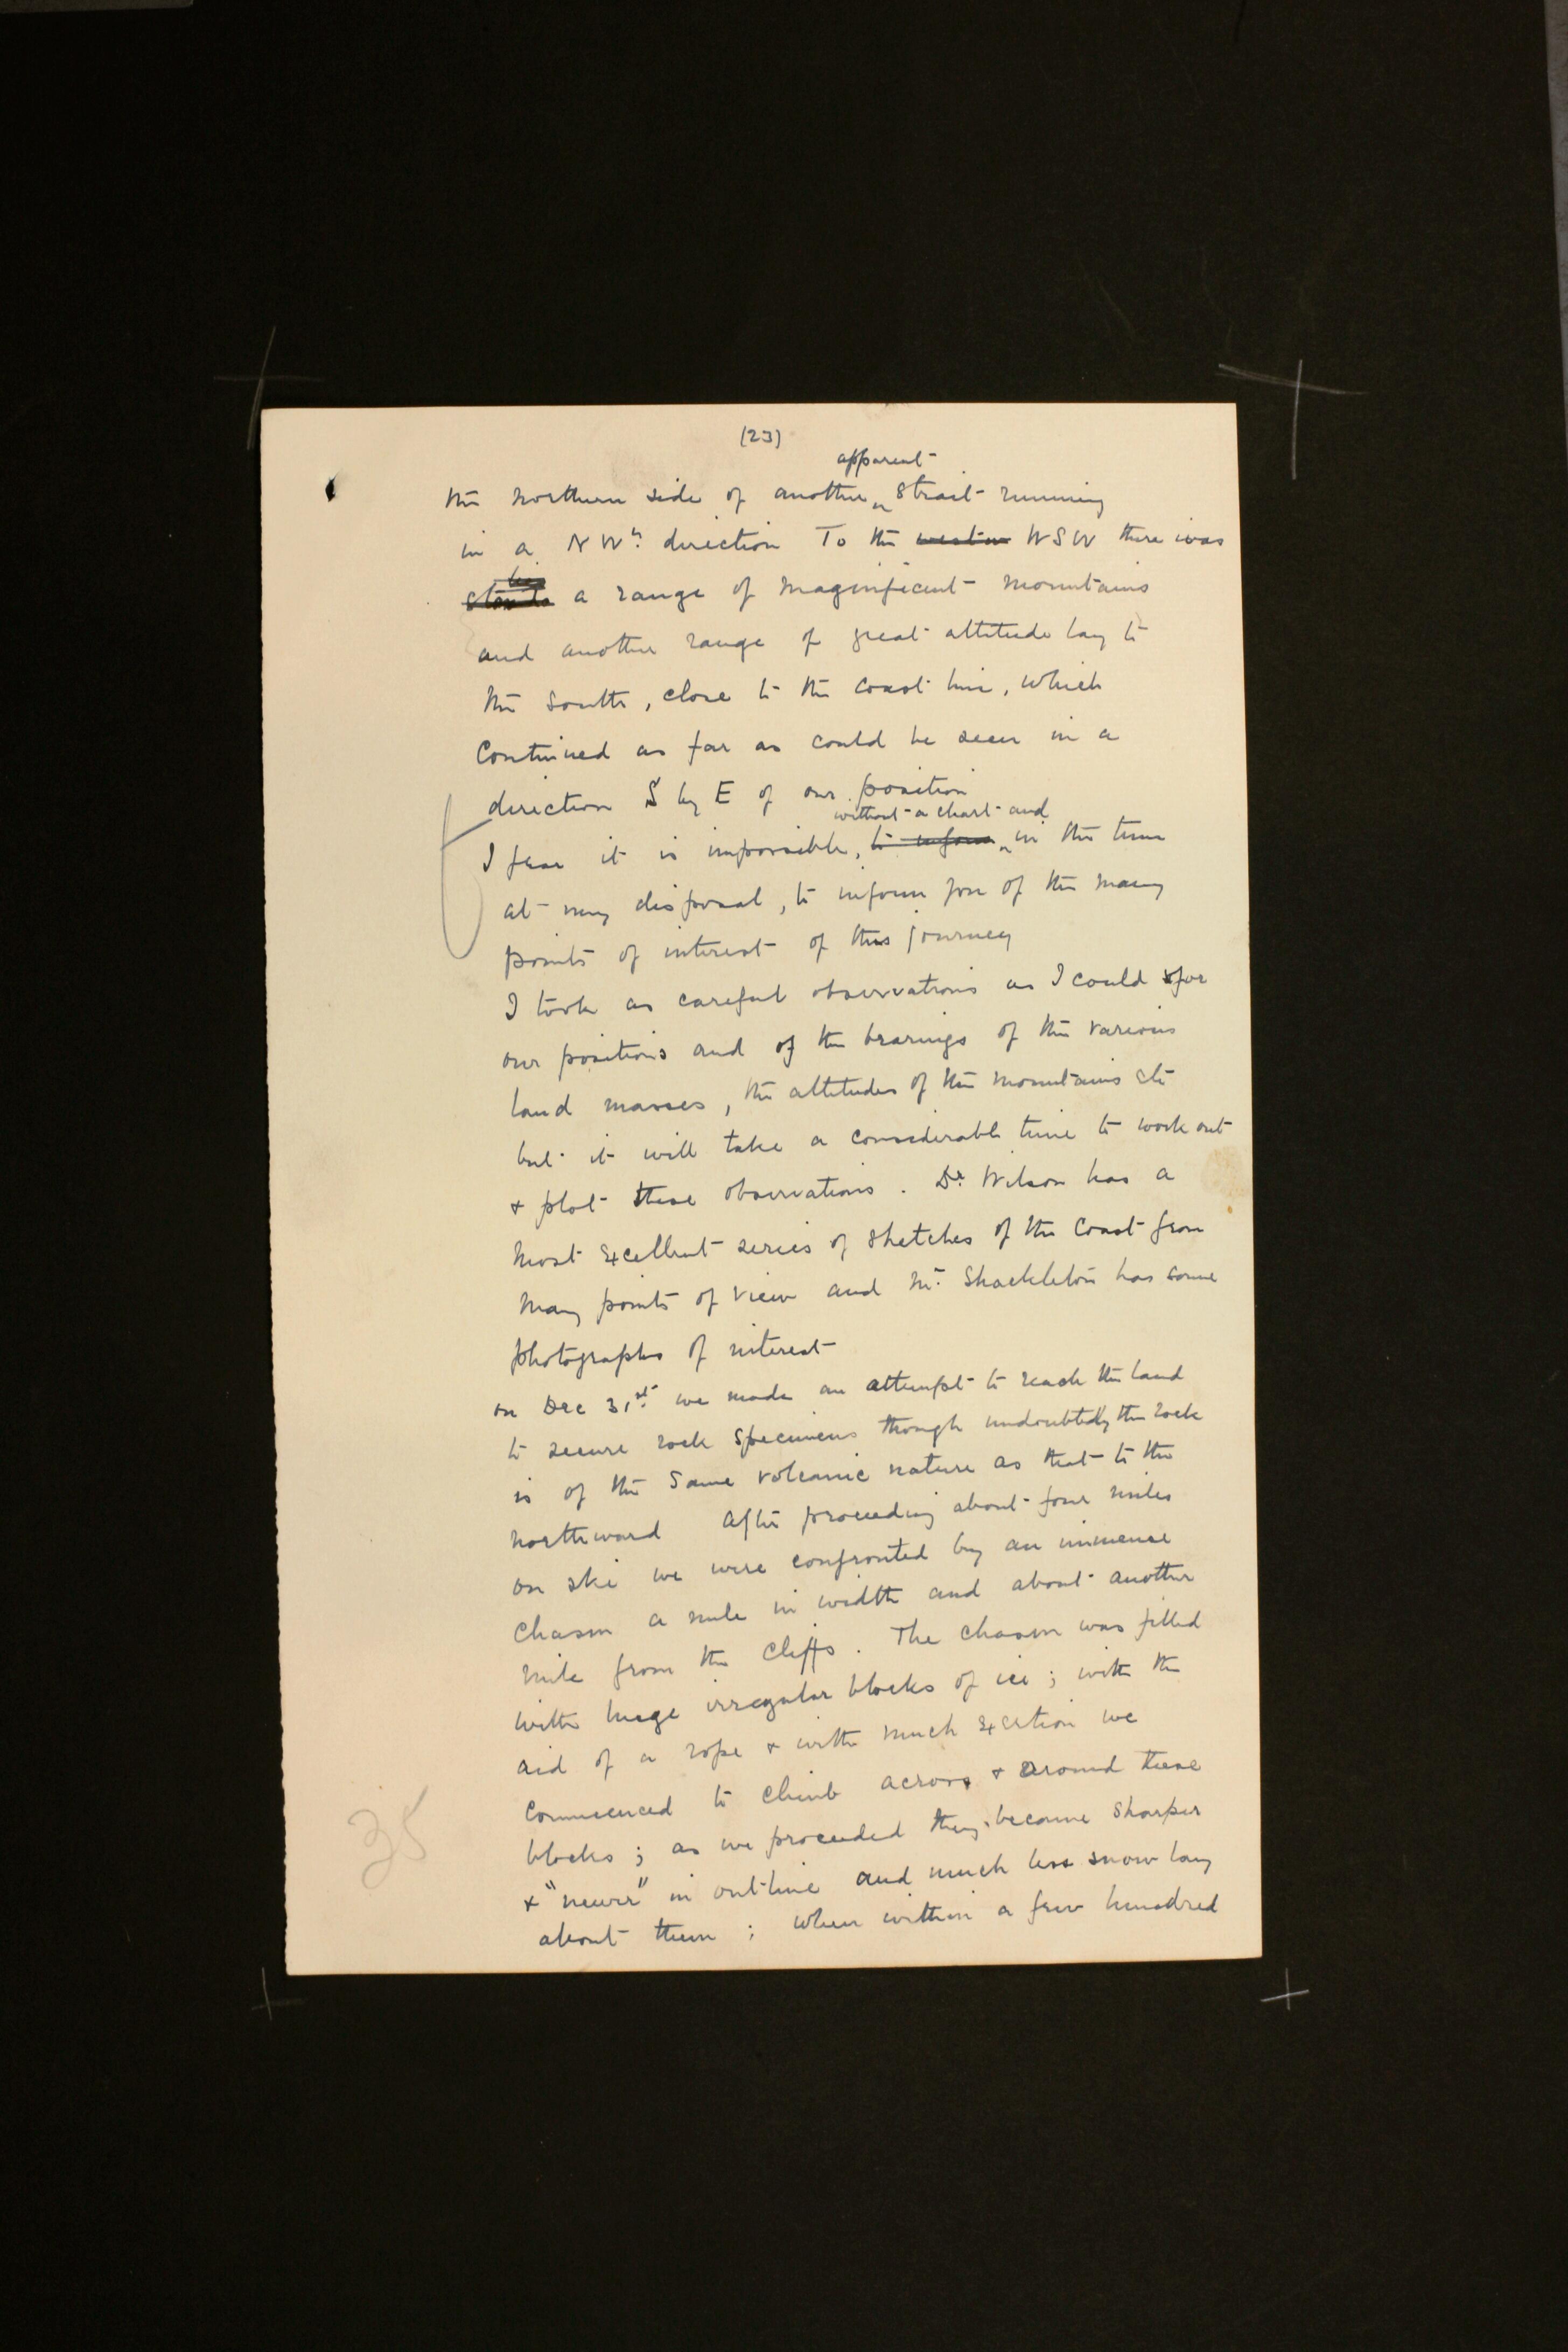 (23)
apparent
the northern side of another ^ Strait running
in a N Wn. direction To the WSW there was
stands a range of magnificent mountains
and another range of great altitude lay to
the South, close to the coast line, which
Continued as far as could be seen in a
direction S by E of our position
without a chart and
I fear it is impossible, to inform ^ in the time
at my disposal, to inform you of the many
points of interest of this journey
I took as careful observations as I could for
our positions and of the bearings of the various
land masses, the altitudes of the mountains etc
but it will take a considerable time to work out
+ plot these observations. Dr. Wilson has a
most excellent series of sketches of the Coast from
many points of view and Mr. Shackleton has some
photographs of interest
on Dec 31st. we made an attempt to reach the land
to secure rock specimens though undoubtedly the rock
is of the Same volcanic nature as that to the
northward After proceeding about four miles
on ski we were confronted by an immense
Chasm a mile in width and about another
mile from the Cliffs. The Chasm was filled
with huge irregular blocks of ice; with the
aid of a rope + with much exertion we
Commenced to climb across + around these
blocks; as we proceeded they became sharper
+ "newer" in outline and much less snow lay
about them; when within a few hundred
35